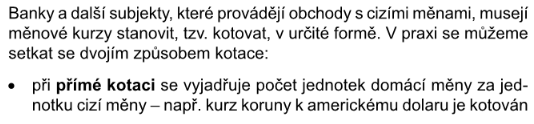 Banky a další subjekty, které provádějí obchody s cizími měnami, musejí
měnové kurzy stanovit, tzv. kotovat, v určité formě. V praxi se můžeme
setkat se dvojím způsobem kotace:
• při přímé kotaci se vyjadřuje počet jednotek domácí měny za jed-
notku cizí měny – např. kurz koruny k americkému dolaru je kotován